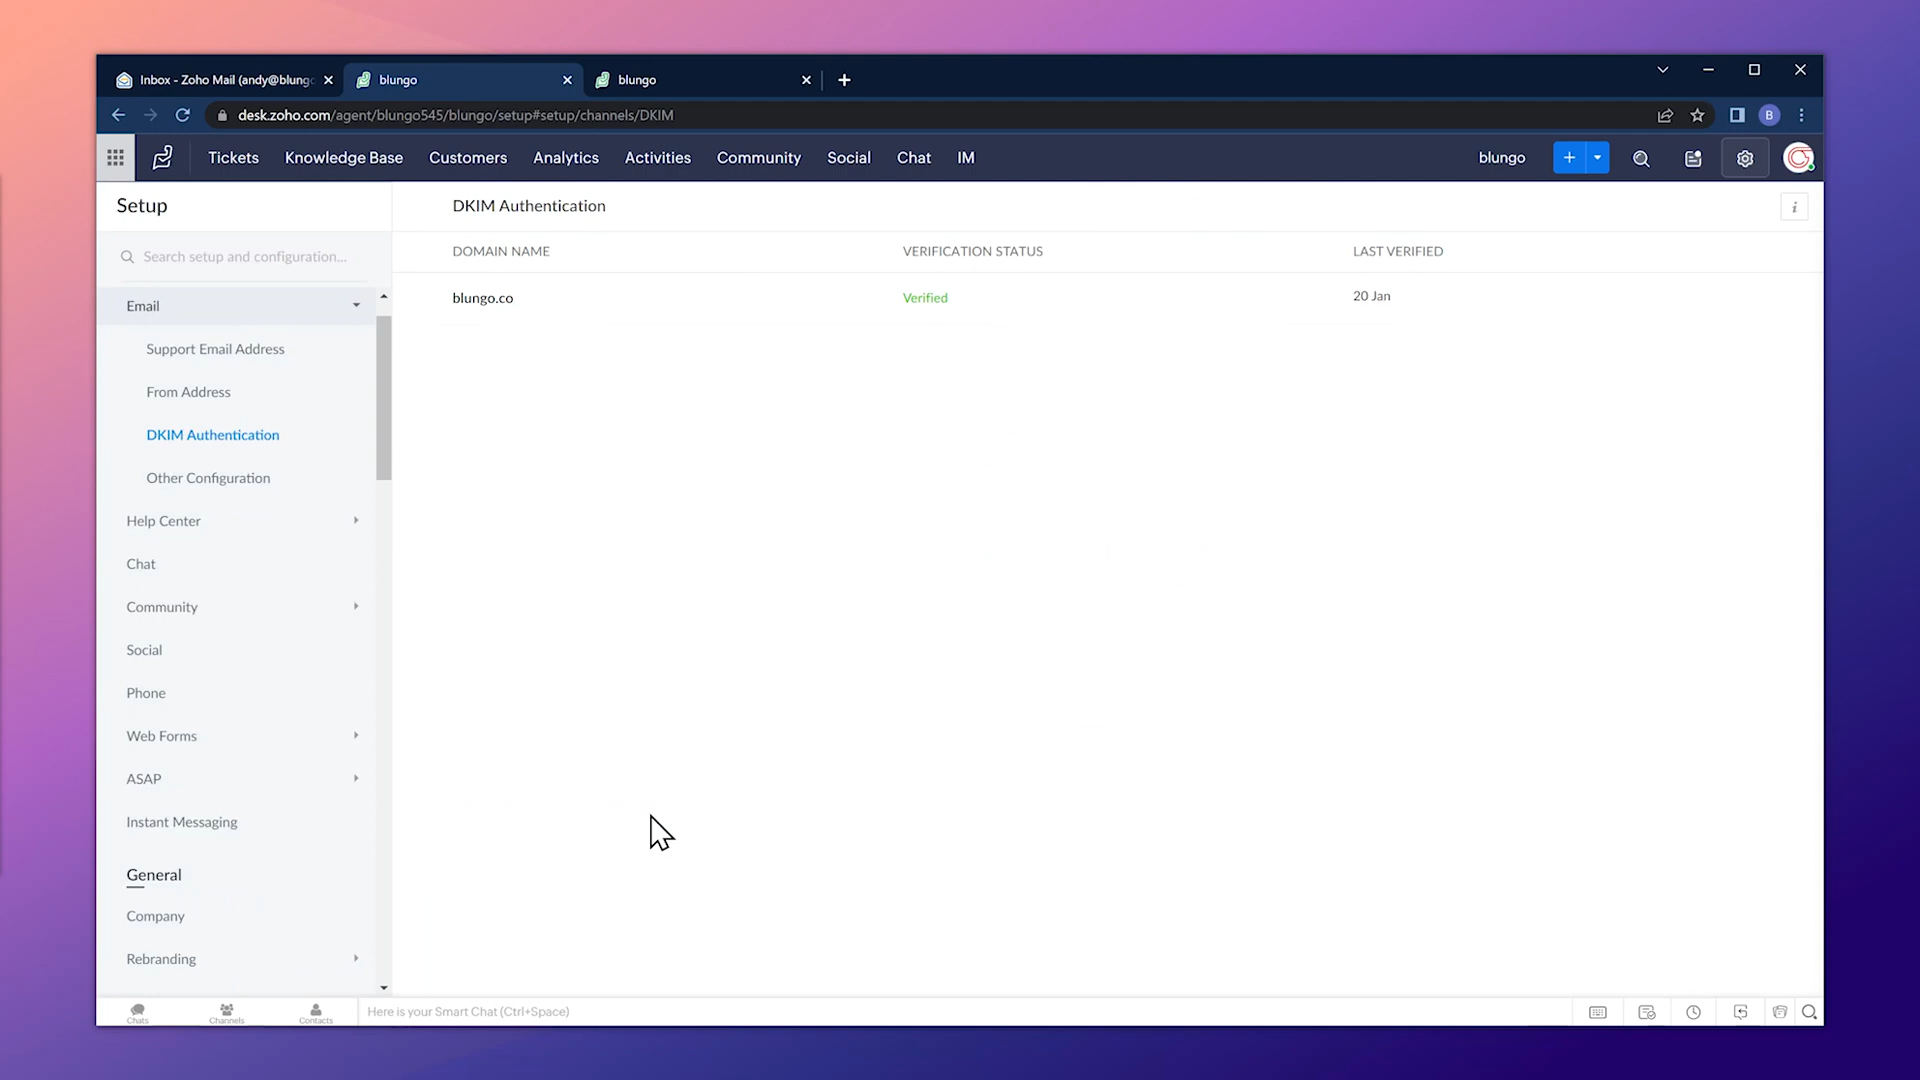 Inbox - Zoho Mail (andy@blung
blungo
blungo
desk.zoho.com/agent/blungo545/blungo/setup#setup/channels/DKIM
B
Tickets
Knowledge Base
Customers
Analytics
Activities
Community
Social
Chat
IM
blungo
Setup
DKIM Authentication
Search setup and configuration...
DOMAIN NAME
VERIFICATION STATUS
LAST VERIFIED
blungo.co
Verified
20 Jan
Email
Support Email Address
From Address
DKIM Authentication
Other Configuration
Help Center
Chat
Community
Social
Phone
Web Forms
ASAP
Instant Messaging
General
Company
Rebranding
Chats
Channels
Contacts
Here is your Smart Chat (Ctrl+Space)